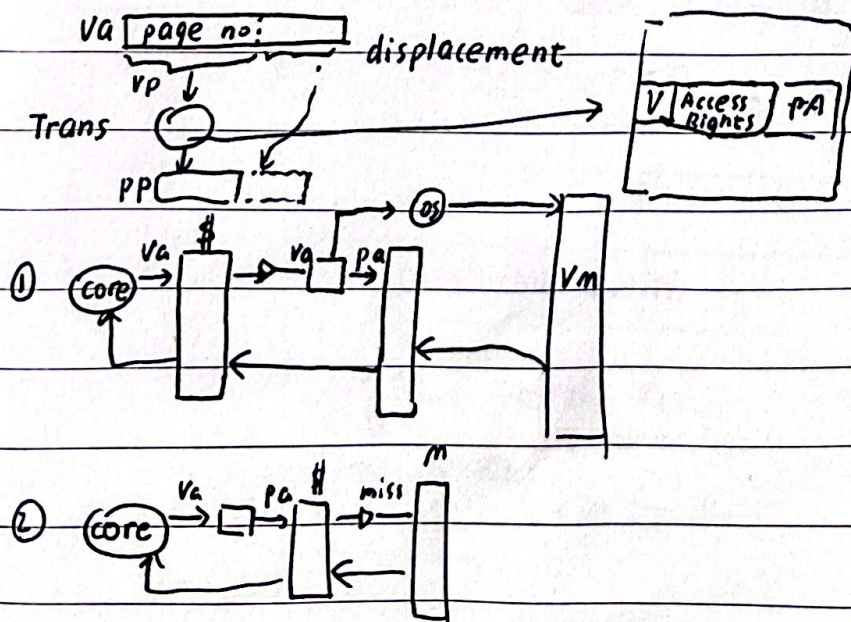 Va page no:
displacement
VP
V Access Rights PA
Trans
PP
$
① core Va va pa OS Vm
M
② core Va pa $ miss